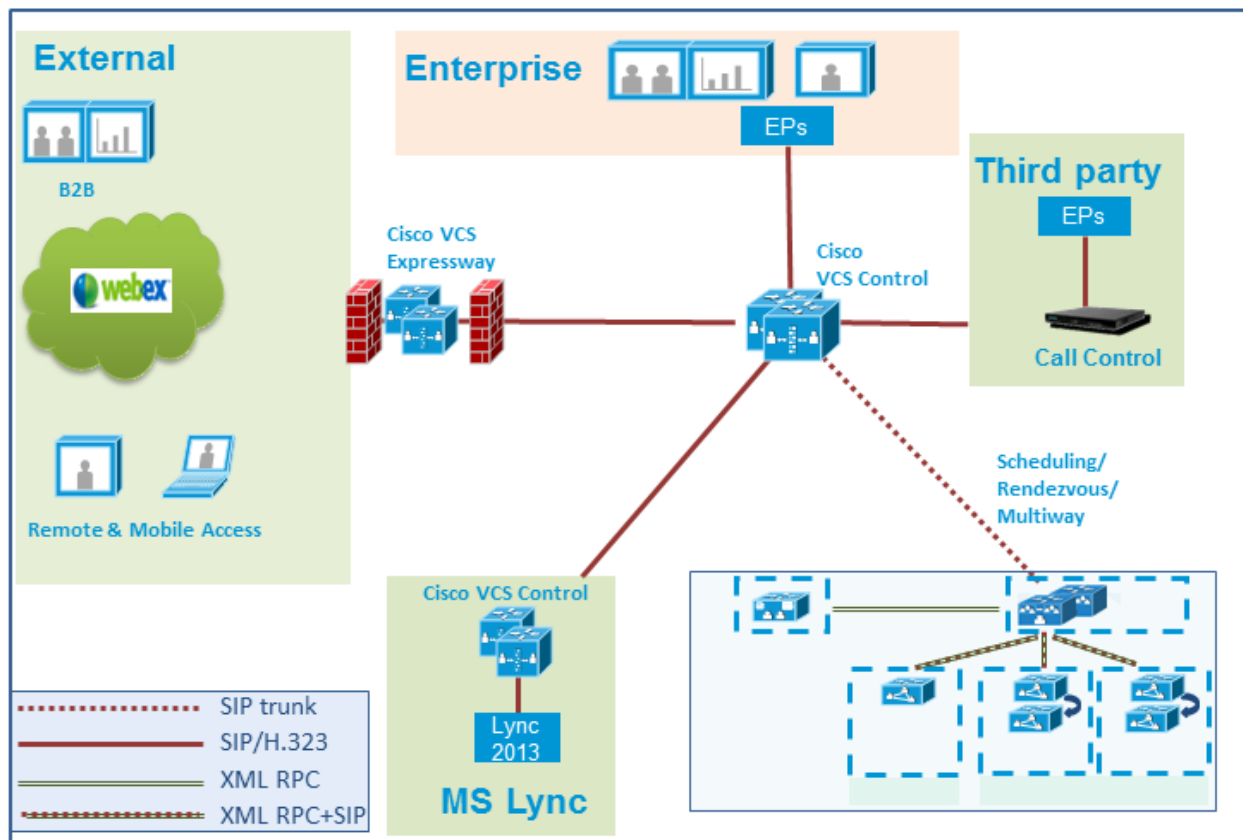 External
B2B
webex
Remote & Mobile Access
Enterprise
EPs
Third party
EPs
Call Control
Cisco VCS
Expressway
Cisco
VCS Control
Scheduling/
Rendezvous/
Multiway
Cisco VCS Control
Lync
2013
MS Lync
SIP trunk
SIP/H.323
XML RPC
XML RPC+SIP